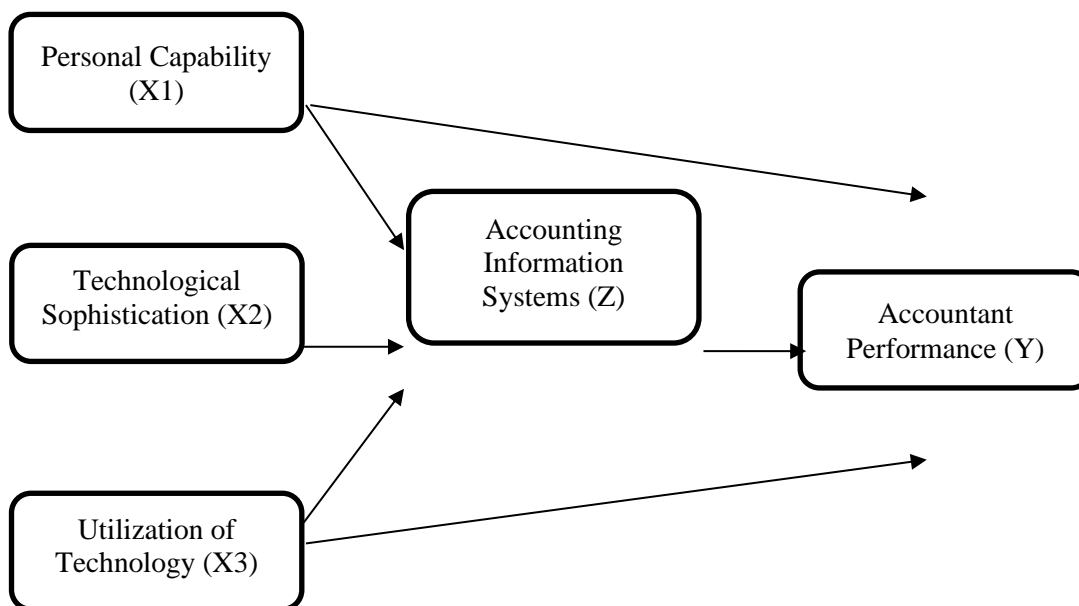 Personal Capability
(X1)
Accounting
Information
Systems (Z)
Technological
Sophistication (X2)
Accountant
Performance (Y)
Utilization of
Technology (X3)